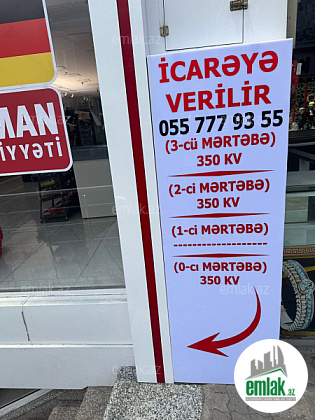 MAN
İYYƏTİ
İCARƏYƏ
VERİLİR
055 777 93 55
(3-cü MƏRTƏBƏ)
350 KV
(2-ci MƏRTƏBƏ)
350 KV
(1-ci MƏRTƏBƏ)
-------------------
(0-cı MƏRTƏBƏ)
350 KV
emlak.az